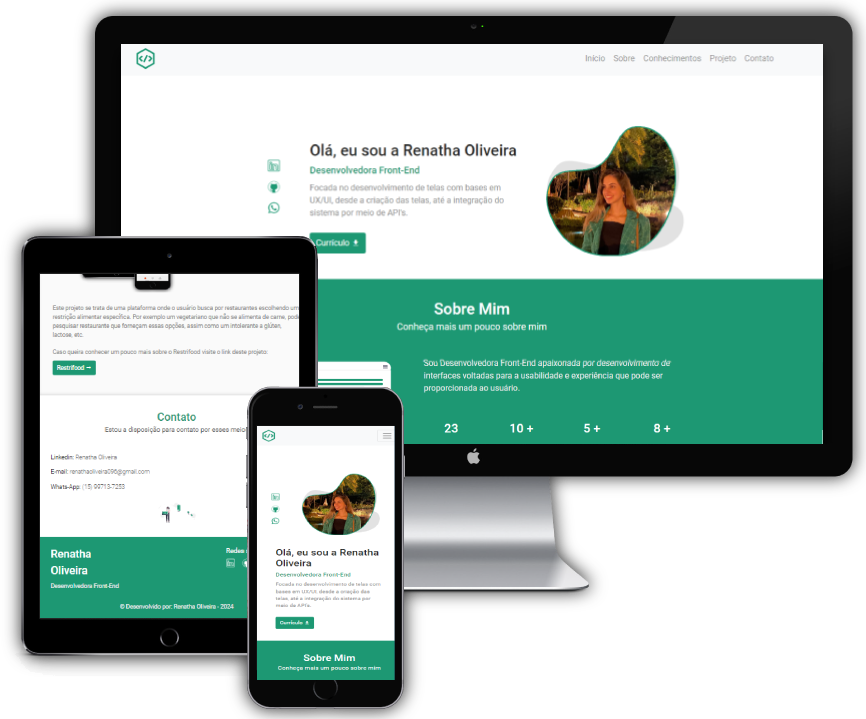 Início Sobre Conhecimentos Projeto Contato
Olá, eu sou a Renatha Oliveira
Desenvolvedora Front-End
Focada no desenvolvimento de telas com bases em
UX/UI, desde a criação das telas, até a integração do
sistema por meio de API's.
Currículo
Sobre Mim
Conheça mais um pouco sobre mim
Sou Desenvolvedora Front-End apaixonada por desenvolvimento de
interfaces voltadas para a usabilidade e experiência que pode ser
proporcionada ao usuário.
23 10 + 5 + 8 +
Este projeto se trata de uma plataforma onde o usuário busca por restaurantes escolhendo um
restrição alimentar específica. Por exemplo um vegetariano que não se alimenta de carne, pode
pesquisar restaurante que forneçam essas opções, assim como um intolerante a glúten,
lactose, etc.
Caso queira conhecer um pouco mais sobre o Restrifood visite o link deste projeto:
Restrifood →
Contato
Estou a disposição para contato por esses meio
Linkedin: Renatha Oliveira
E-mail: renathaoliveira096@gmail.com
Whats-App: (15) 99713-7253
Renatha
Oliveira
Desenvolvedora Front-End
Redes
© Desenvolvido por: Renatha Oliveira - 2024
Olá, eu sou a Renatha
Oliveira
Desenvolvedora Front-End
Focada no desenvolvimento de telas com
bases em UX/UI, desde a criação das
telas, até a integração do sistema por
meio de API's.
Currículo
Sobre Mim
Conheça mais um pouco sobre mim